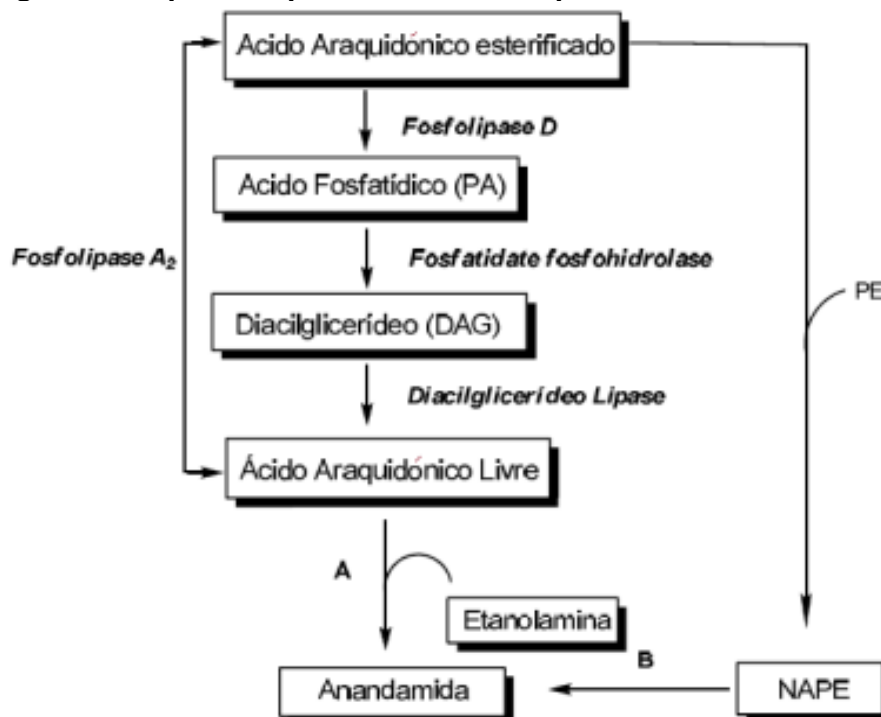 Acido Araquidónico esterificado
Fosfolipase D
Acido Fosfatídico (PA)
Fosfolipase A2
Fosfatidate fosfohidrolase
PE
Diacilglicerídeo (DAG)
Diacilglicerídeo Lipase
Ácido Araquidónico Livre
A
Etanolamina
B
Anandamida
NAPE